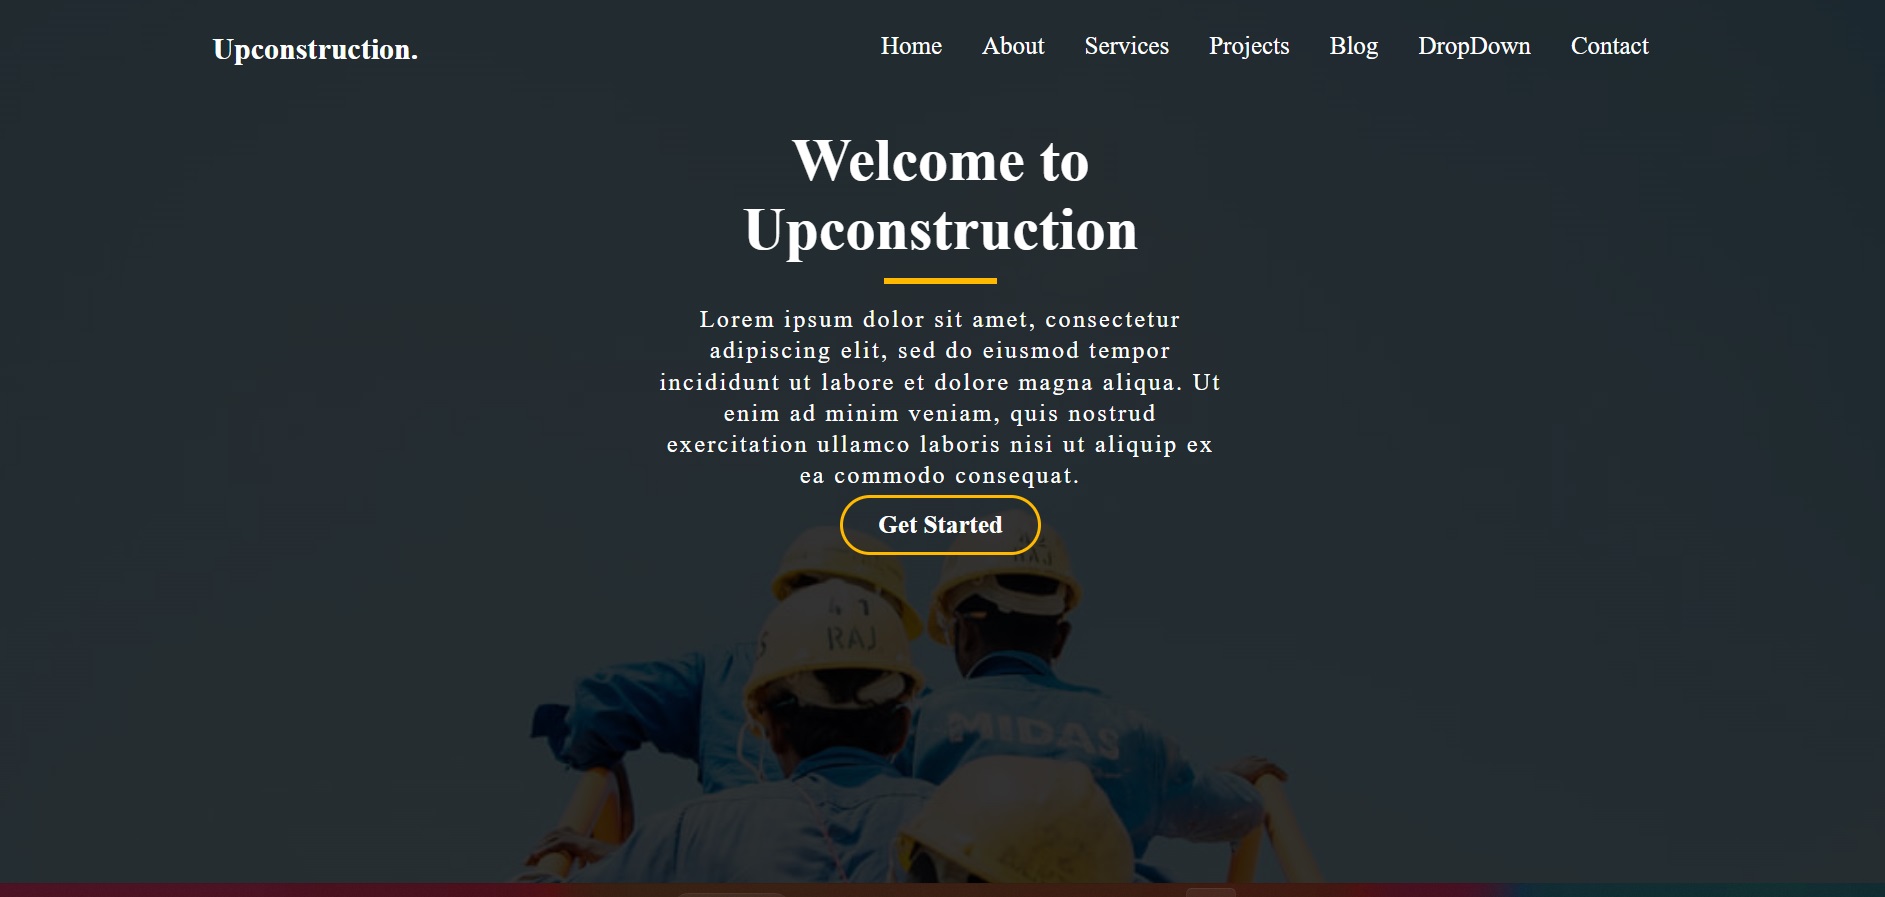 Upconstruction.
Home About Services Projects Blog DropDown Contact
Welcome to
Upconstruction
Lorem ipsum dolor sit amet, consectetur
adipiscing elit, sed do eiusmod tempor
incididunt ut labore et dolore magna aliqua. Ut
enim ad minim veniam, quis nostrud
exercitation ullamco laboris nisi ut aliquip ex
ea commodo consequat.
Get Started
RAJ
MIDAS